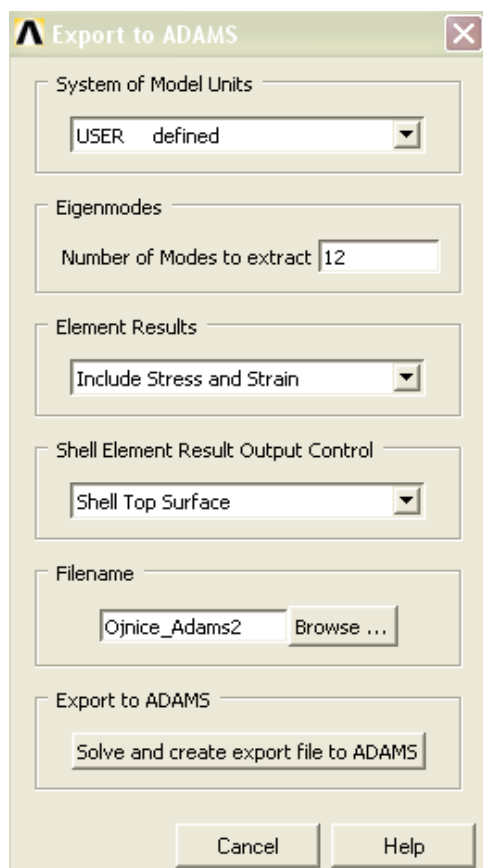 Export to ADAMS
System of Model Units
USER defined
Eigenmodes
Number of Modes to extract 12
Element Results
Include Stress and Strain
Shell Element Result Output Control
Shell Top Surface
Filename
Ojnice_Adams2 Browse ...
Export to ADAMS
Solve and create export file to ADAMS
Cancel Help